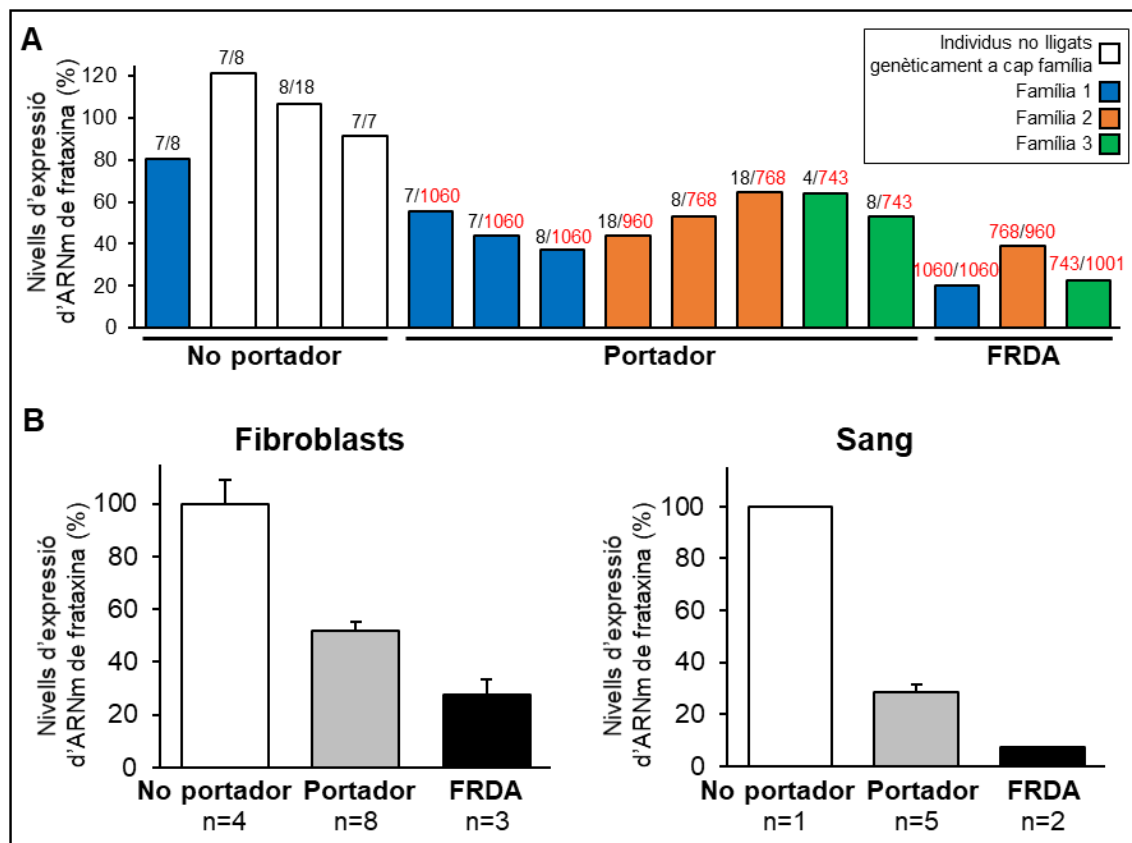 A
Nivells d'expressió
d'ARNm de frataxina (%)
120
100
80
60
40
20
0
7/8
7/8
8/18
7/7
7/1060
7/1060
8/1060
18/960
8/768
18/768
4/743
8/743
1060/1060
768/960
743/1001
No portador
Portador
FRDA
Individus no lligats
genèticament a cap família
Família 1
Família 2
Família 3
B
Fibroblasts
Nivells d'expressió
d'ARNm de frataxina (%)
100
80
60
40
20
0
No portador
Portador
FRDA
n=4
n=8
n=3
Sang
Nivells d'expressió
d'ARNm de frataxina (%)
100
80
60
40
20
0
No portador
Portador
FRDA
n=1
n=5
n=2